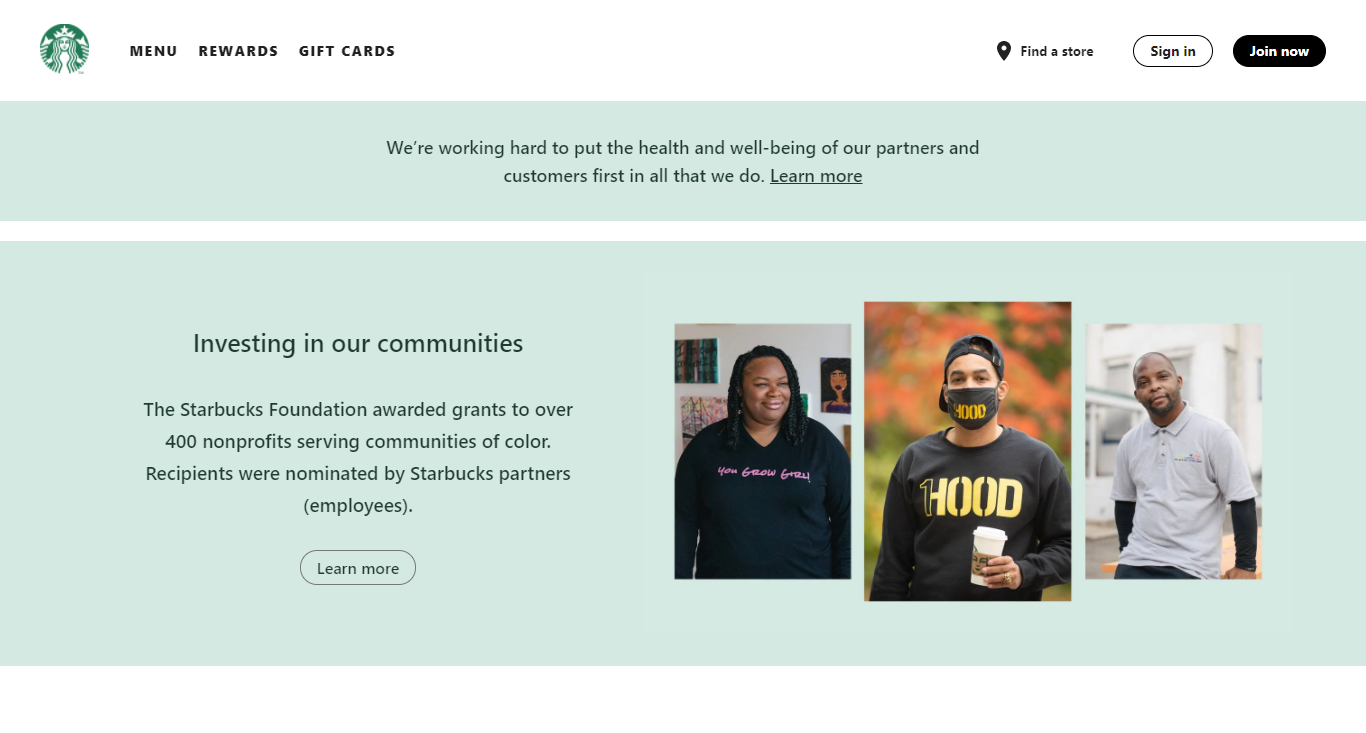 MENU REWARDS GIFT CARDS Find a store Sign in Join now
We’re working hard to put the health and well-being of our partners and
customers first in all that we do. Learn more
Investing in our communities
The Starbucks Foundation awarded grants to over
400 nonprofits serving communities of color.
Recipients were nominated by Starbucks partners
(employees).
Learn more
YOU GROW GIRL!
HOOD
1HOOD